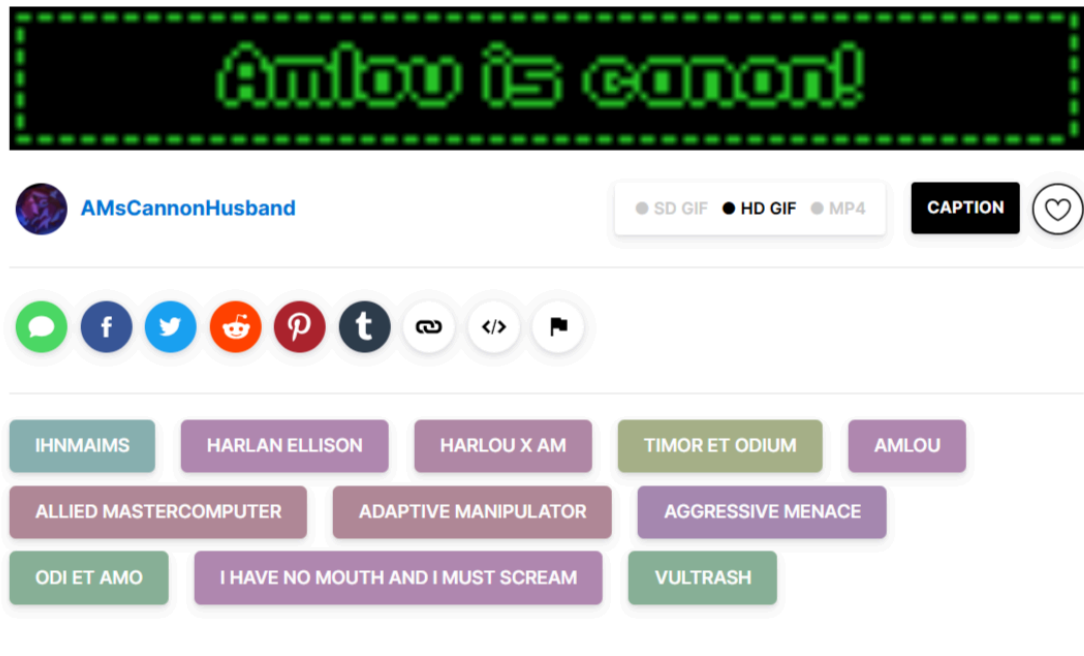 Amlou is canon!
AMsCannonHusband
SD GIF HD GIF MP4 CAPTION
IHNMAIMS HARLAN ELLISON HARLOU X AM TIMOR ET ODIUM AMLOU
ALLIED MASTERCOMPUTER ADAPTIVE MANIPULATOR AGGRESSIVE MENACE
ODI ET AMO I HAVE NO MOUTH AND I MUST SCREAM VULTRASH